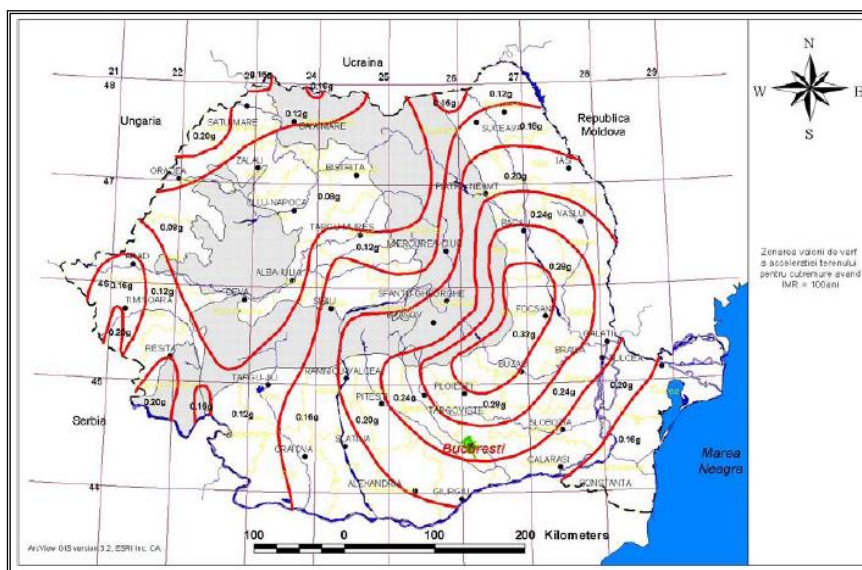 Ucraina
21
22
20
0.16g
24
25
26
27
28
29
48
0.16g
0.12g
0.16g
0.12g
Ungaria
SATU MARE
BAIA MARE
SUCEAVA
0.16g
Republica
Moldova
0.20g
ORADEA
ZALAU
BISTRITA
IASI
47
CLUJ-NAPOCA
0.08g
PIATRA-NEAMT
0.20g
0.08g
TARGU-MURES
0.12g
MIERCUREA-CIUC
BACAU
0.24g
VASLUI
ARAD
ALBA-IULIA
0.28g
46
0.16g
0.12g
TIMISOARA
DEVA
SIBIU
SFANTU-GHEORGHE
BRASOV
FOCSANI
0.20g
0.32g
RESITA
GALATI
BRAILA
TULCEA
45
TARGU-JIU
RAMNICU-VALCEA
PLOIESTI
BUZAU
0.20g
0.20g
0.16g
0.12g
0.16g
PITESTI
0.24g
TARGOVISTE
0.28g
0.24g
0.20g
SLOBOZIA
0.16g
Serbia
CRAIOVA
SLATINA
Bucuresti
CALARASI
44
ALEXANDRIA
GIURGIU
CONSTANTA
Marea
Neagra
100
0
100
200 Kilometers
ArcView GIS version 3.2, ESRI Inc. CA
N
W
E
S
Zonarea valorii de varf
a acceleratiei terenului
pentru cutremure avand
IMR = 100ani